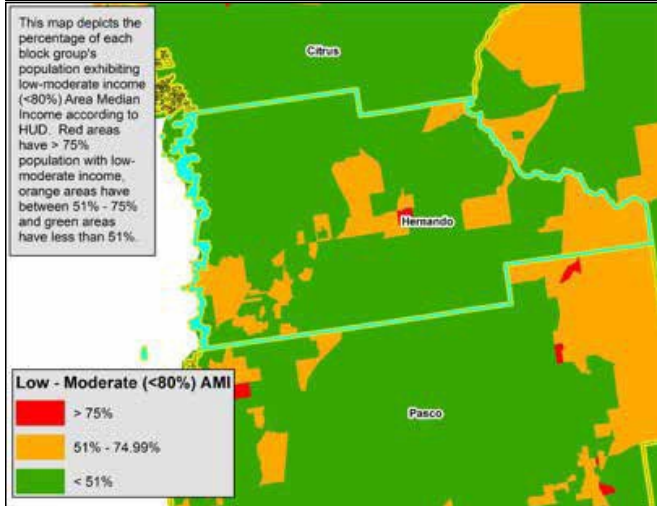 This map depicts the
percentage of each
block group's
population exhibiting
low-moderate income
(<80%) Area Median
Income according to
HUD. Red areas
have > 75%
population with low-
moderate income,
orange areas have
between 51% - 75%
and green areas
have less than 51%.
Citrus
Hernando
Pasco
Low - Moderate (<80%) AMI
> 75%
51% - 74.99%
< 51%